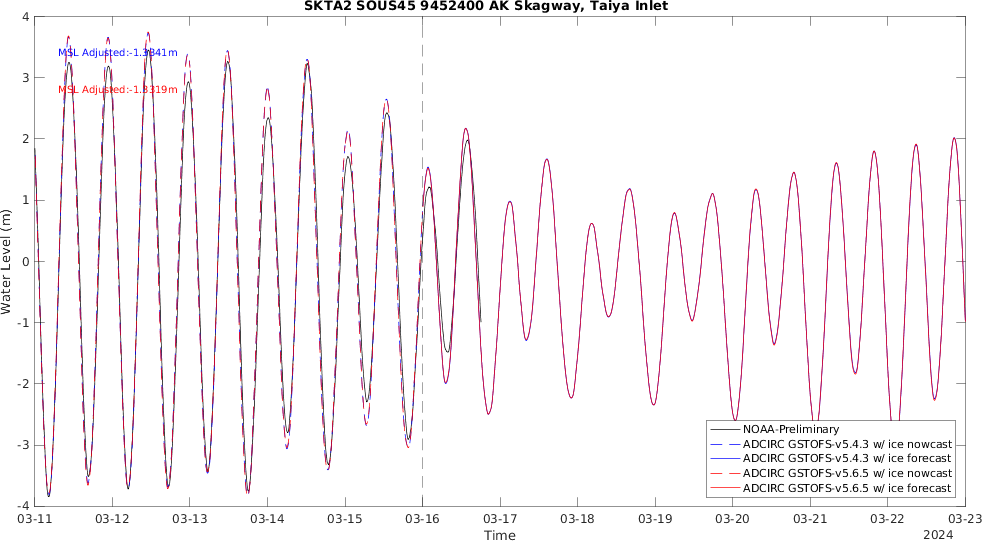 SKTA2 SOUS45 9452400 AK Skagway, Taiya Inlet
4
3
2
1
0
-1
-2
-3
-4
Water Level (m)
MSL Adjusted:-1.3341m
MSL Adjusted:-1.3319m
NOAA-Preliminary
ADCIRC GSTOFS-v5.4.3 w/ ice nowcast
ADCIRC GSTOFS-v5.4.3 w/ ice forecast
ADCIRC GSTOFS-v5.6.5 w/ ice nowcast
ADCIRC GSTOFS-v5.6.5 w/ ice forecast
03-11 03-12 03-13 03-14 03-15 03-16 03-17 03-18 03-19 03-20 03-21 03-22 03-23
Time
2024